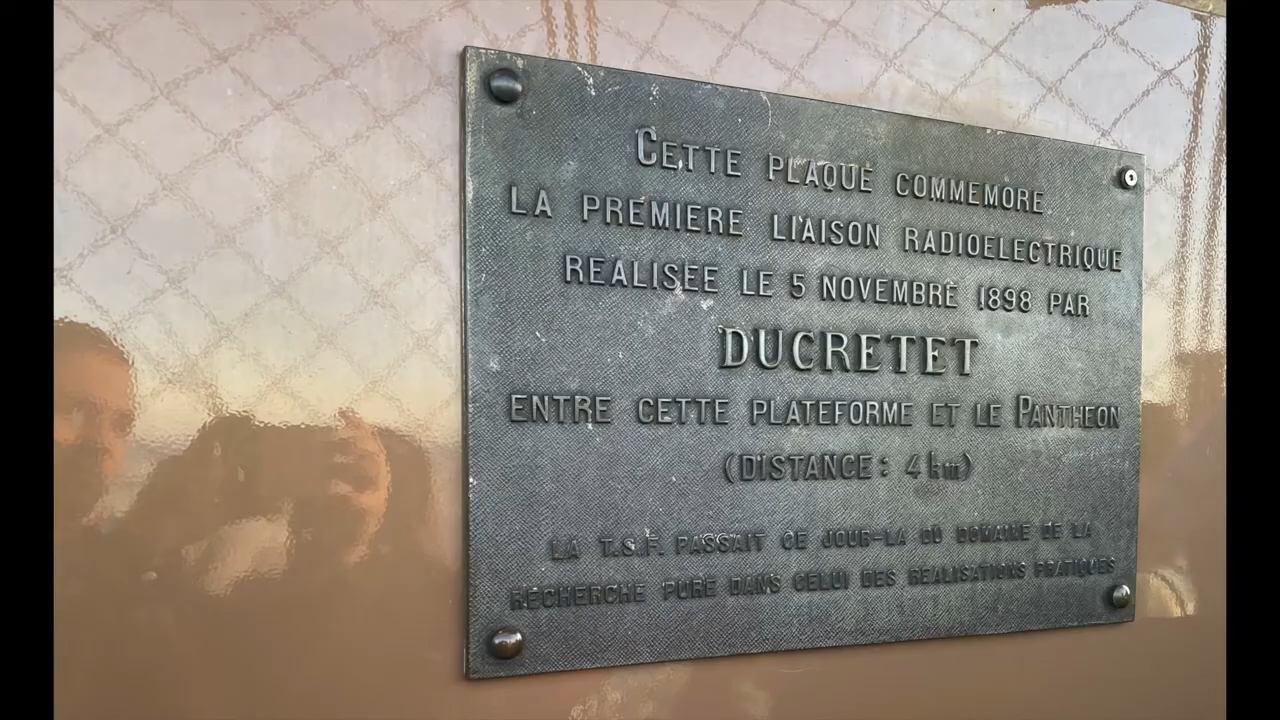 CETTE PLAQUE COMMEMORE
LA PREMIERE LIAISON RADIOELECTRIQUE
REALISEE LE 5 NOVEMBRE 1898 PAR
DUCRETET
ENTRE CETTE PLATEFORME ET LE PANTHEON
(DISTANCE: 4 km)
LA T.S.F. PASSAIT CE JOUR-LA DU DOMAINE DE LA
RECHERCHE PURE DANS CELUI DES REALISATIONS PRATIQUES